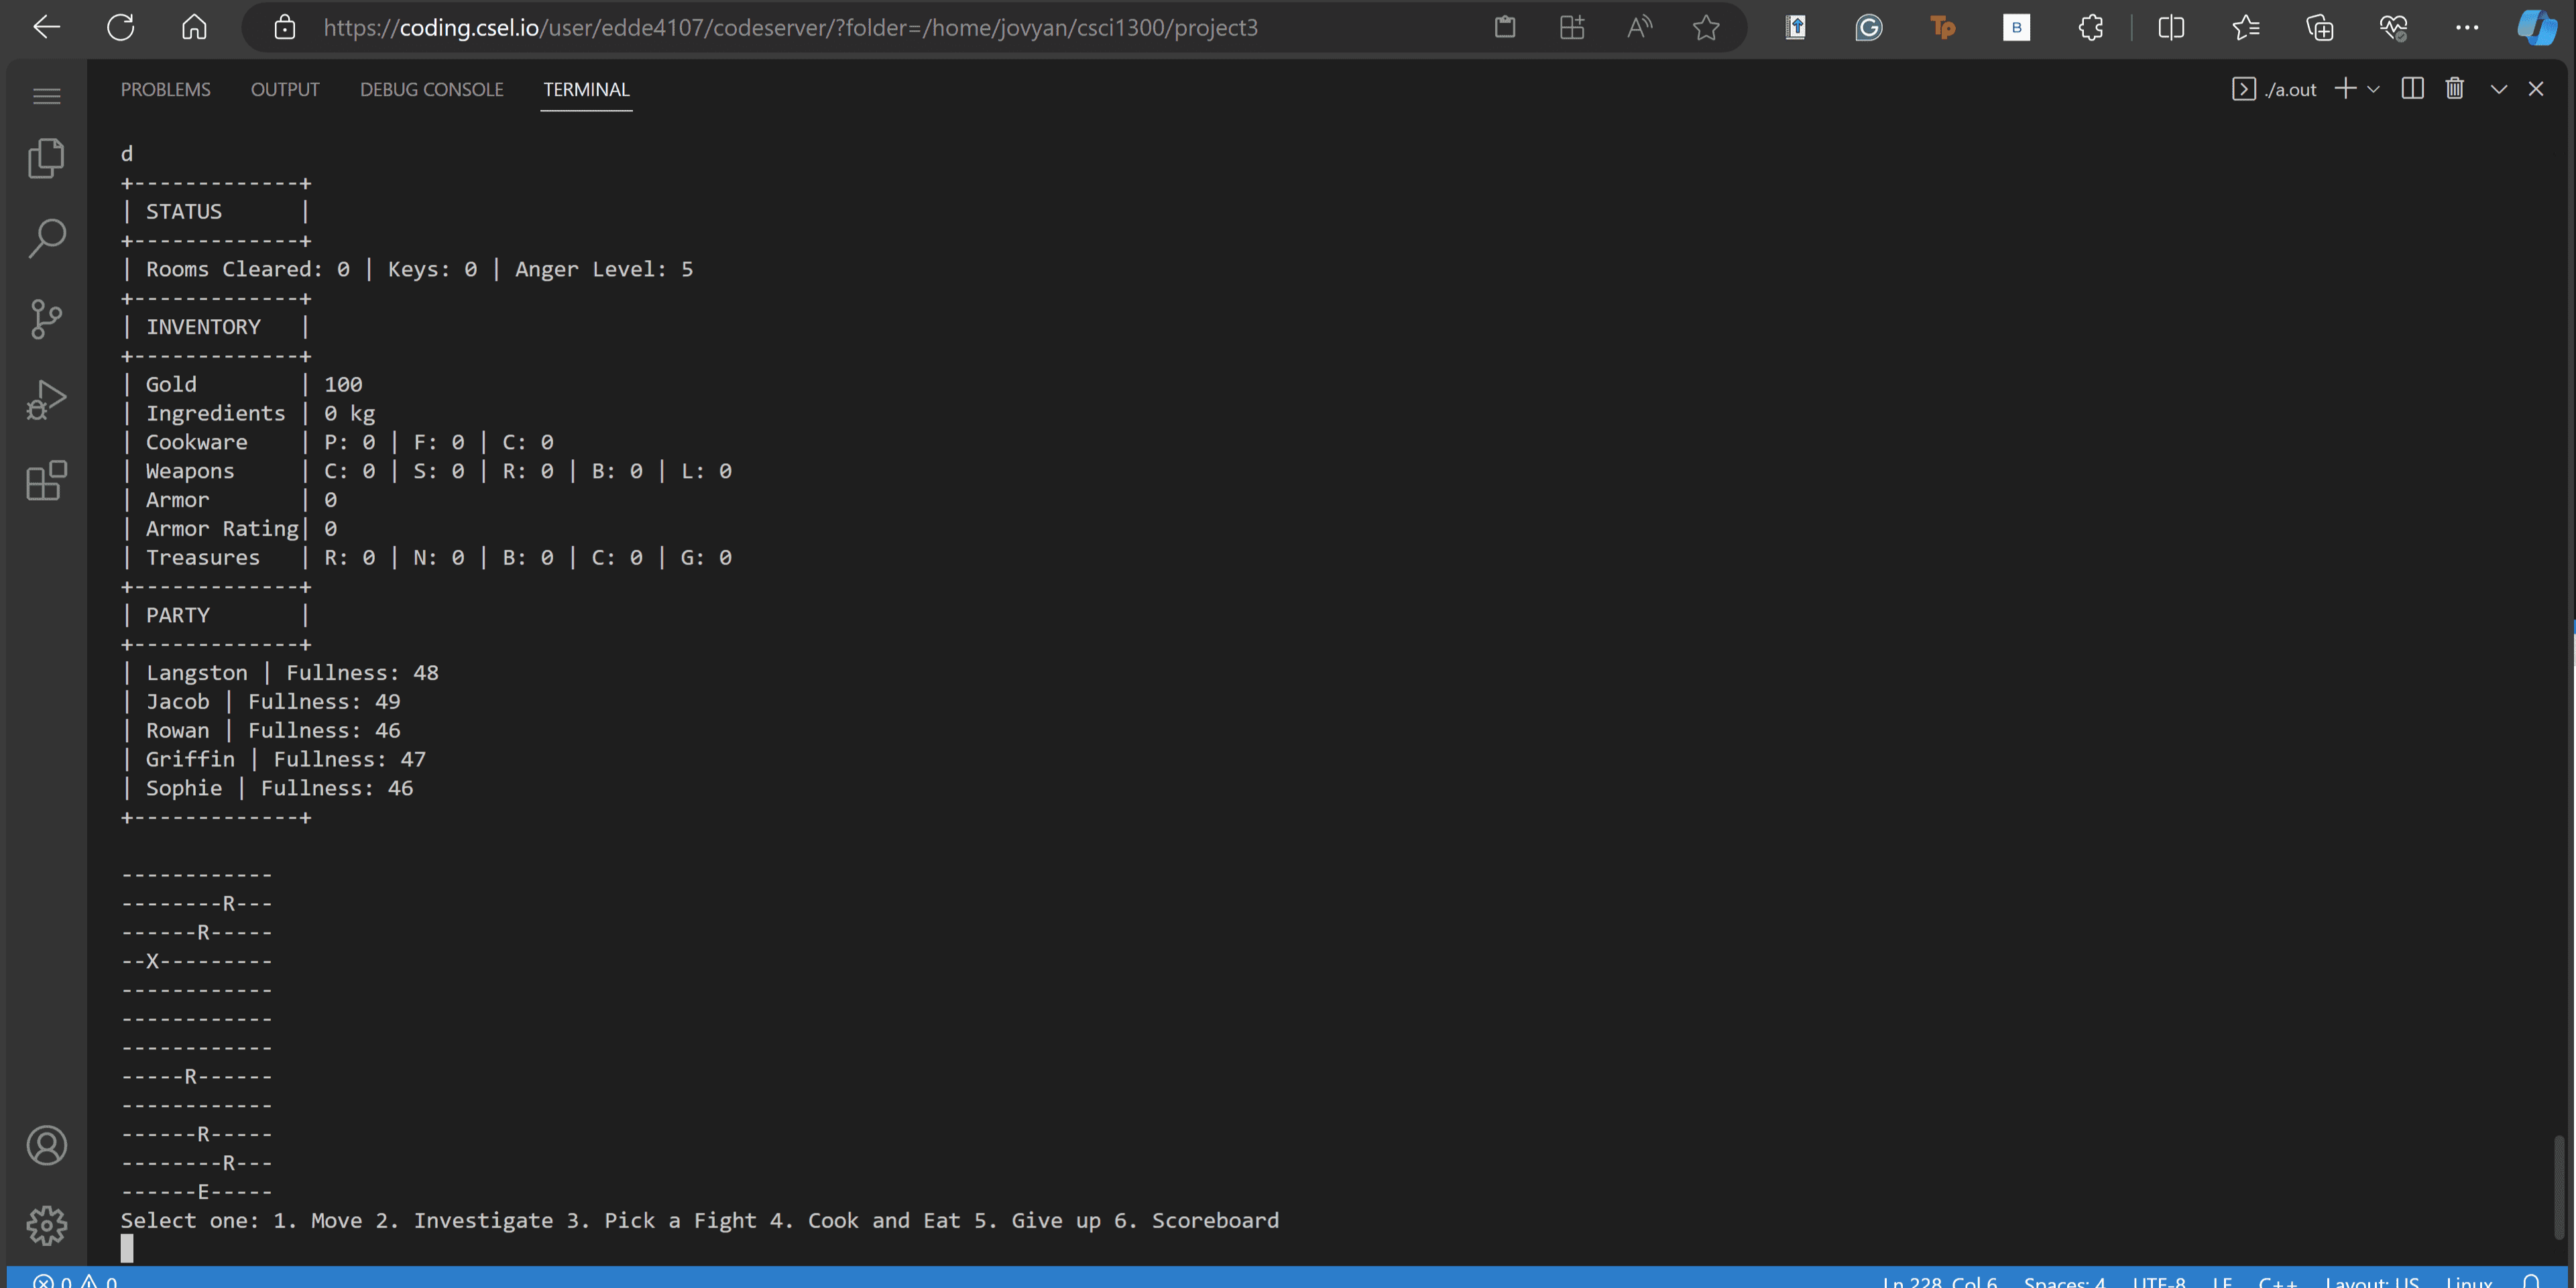 https://coding.csel.io/user/edde4107/codeserver/?folder=/home/jovyan/csci1300/project3
PROBLEMS OUTPUT DEBUG CONSOLE TERMINAL ./a.out
d
+-------------+
| STATUS      |
+-------------+
| Rooms Cleared: 0 | Keys: 0 | Anger Level: 5
+-------------+
| INVENTORY   |
+-------------+
| Gold        | 100
| Ingredients | 0 kg
| Cookware    | P: 0 | F: 0 | C: 0
| Weapons     | C: 0 | S: 0 | R: 0 | B: 0 | L: 0
| Armor       | 0
| Armor Rating| 0
| Treasures   | R: 0 | N: 0 | B: 0 | C: 0 | G: 0
+-------------+
| PARTY       |
+-------------+
| Langston | Fullness: 48
| Jacob | Fullness: 49
| Rowan | Fullness: 46
| Griffin | Fullness: 47
| Sophie | Fullness: 46
+-------------+
------------
--------R---
------R-----
--X---------
------------
------------
------------
-----R------
------------
------R-----
--------R---
------E-----
Select one: 1. Move 2. Investigate 3. Pick a Fight 4. Cook and Eat 5. Give up 6. Scoreboard
0 0 Ln 228, Col 6 Spaces: 4 UTF-8 LF C++ Layout: US Linux